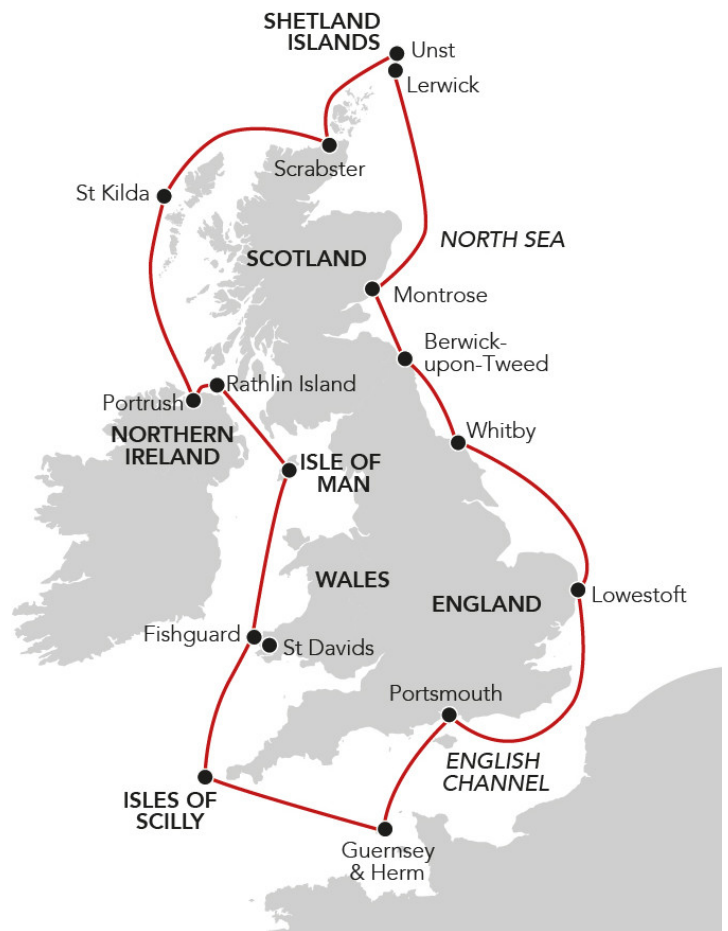 SHETLAND
ISLANDS
Unst
Lerwick
Scrabster
St Kilda
NORTH SEA
SCOTLAND
Montrose
Berwick-
upon-Tweed
Rathlin Island
Portrush
NORTHERN
IRELAND
Whitby
ISLE OF
MAN
WALES
ENGLAND
Lowestoft
Fishguard
St Davids
Portsmouth
ENGLISH
CHANNEL
ISLES OF
SCILLY
Guernsey
& Herm